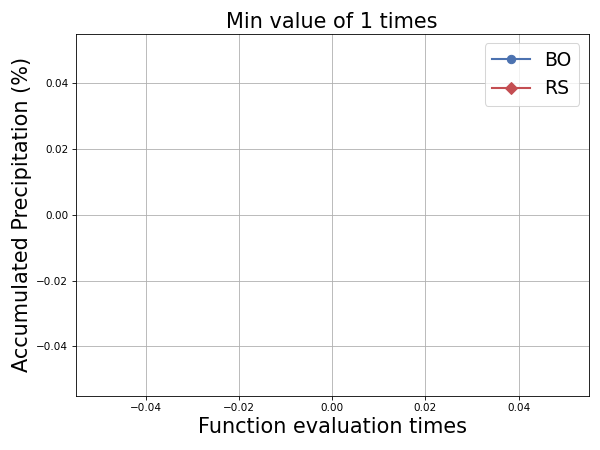 Min value of 1 times
BO
RS
Accumulated Precipitation (%)
0.04
0.02
0.00
−0.02
−0.04
−0.04 −0.02 0.00 0.02 0.04
Function evaluation times